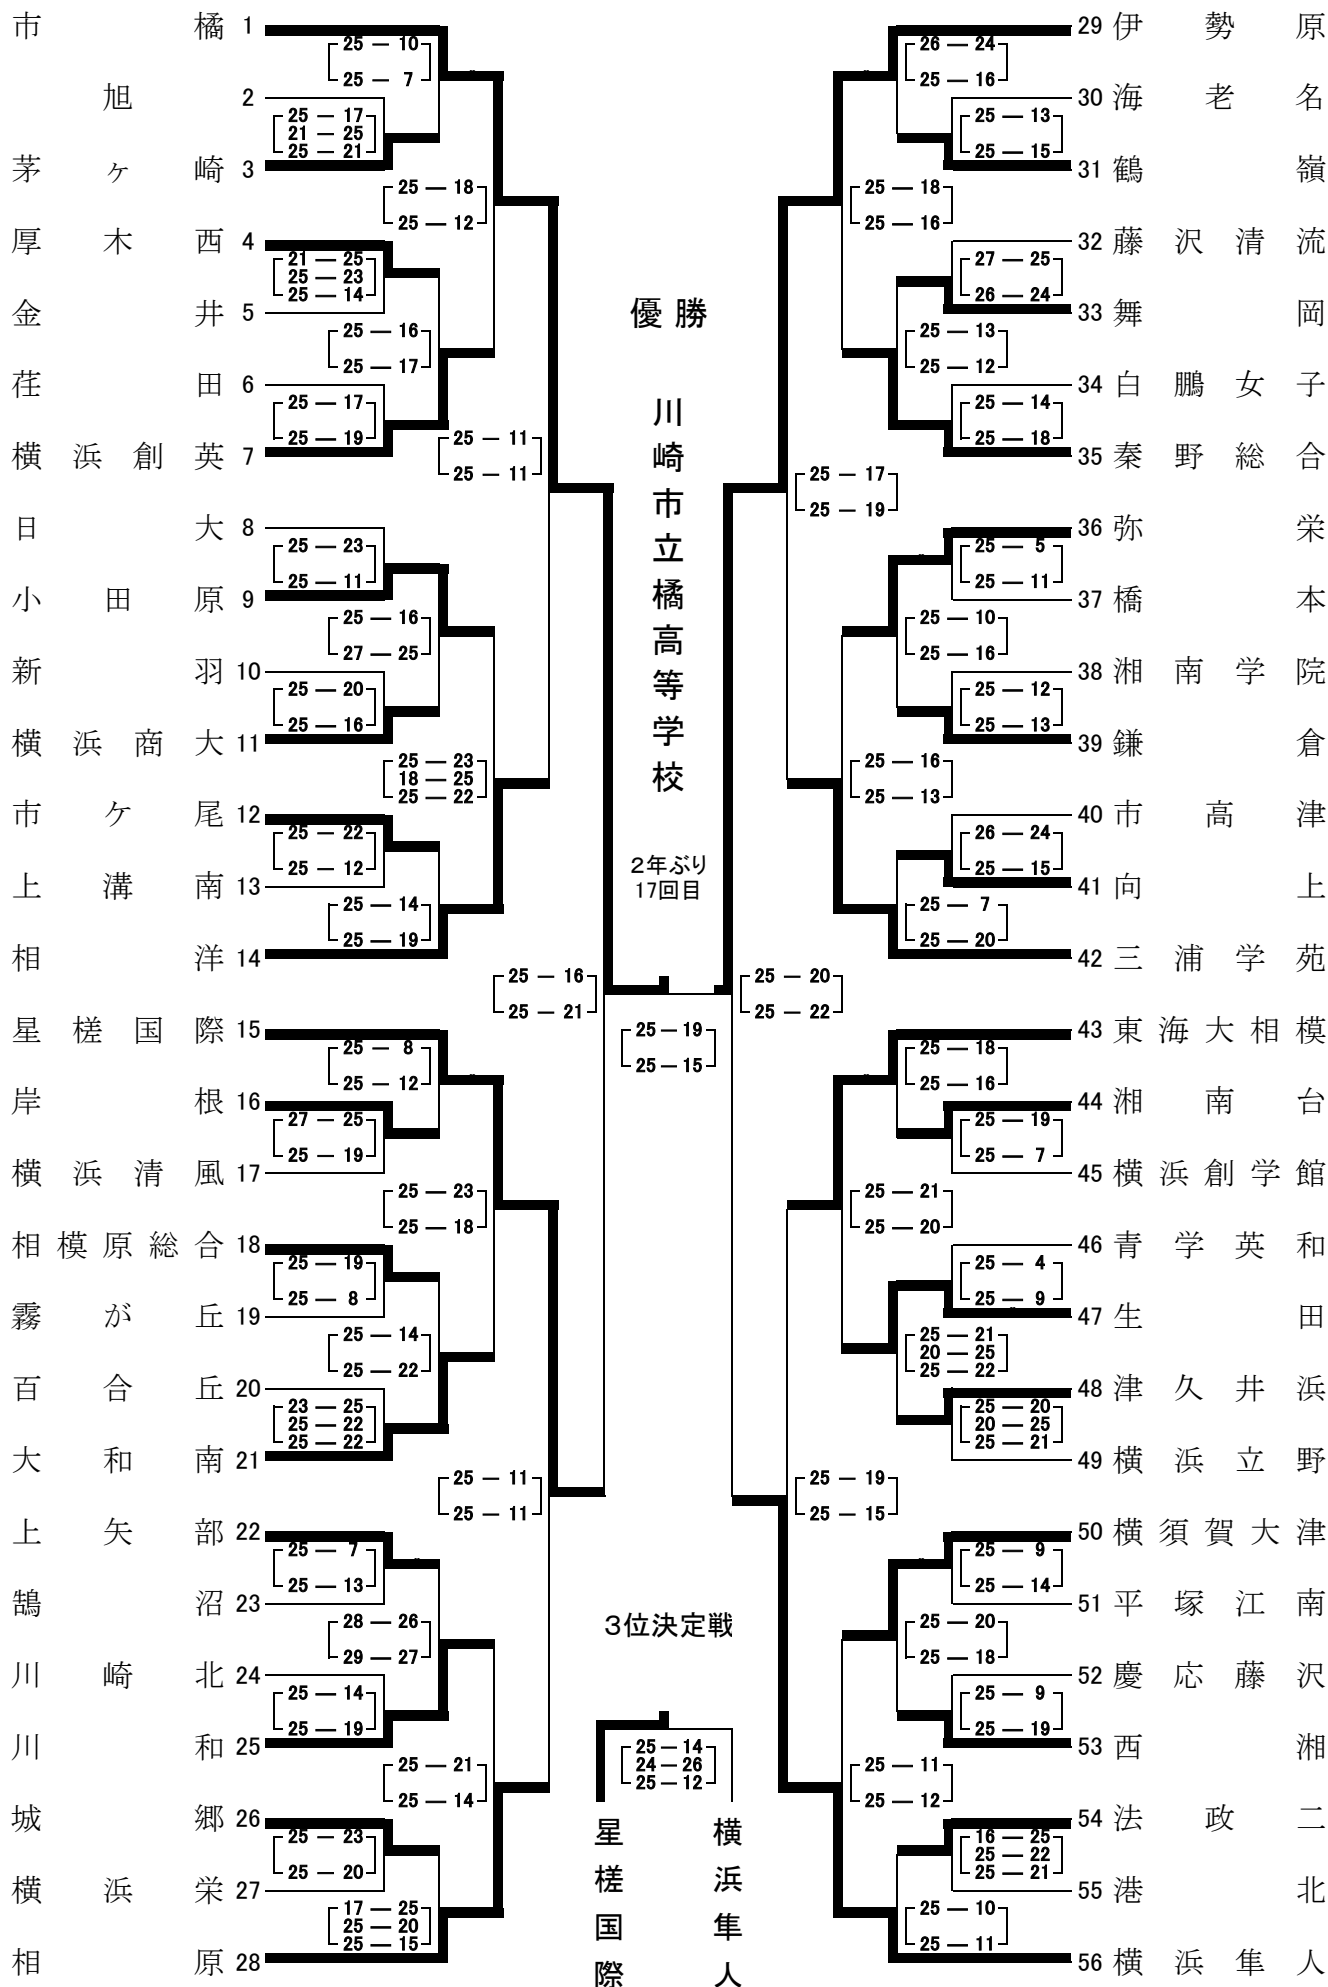 市橘 1
25 — 10
25 — 7
旭 2
25 — 17
21 — 25
25 — 21
茅ヶ崎 3
25 — 18
25 — 12
厚木西 4
21 — 25
25 — 23
25 — 14
金井 5
25 — 16
25 — 17
荏田 6
25 — 17
25 — 19
横浜創英 7
25 — 11
25 — 11
日大 8
25 — 23
25 — 11
小田原 9
25 — 16
27 — 25
新羽 10
25 — 20
25 — 16
横浜商大 11
25 — 23
18 — 25
25 — 22
市ケ尾 12
25 — 22
25 — 12
上溝南 13
25 — 14
25 — 19
相洋 14
25 — 16
25 — 21
星槎国際 15
25 — 8
25 — 12
岸根 16
27 — 25
25 — 19
横浜清風 17
25 — 23
25 — 18
相模原総合 18
25 — 19
25 — 8
霧が丘 19
25 — 14
25 — 22
百合丘 20
23 — 25
25 — 22
25 — 22
大和南 21
25 — 11
25 — 11
上矢部 22
25 — 7
25 — 13
鵠沼 23
28 — 26
29 — 27
川崎北 24
25 — 14
25 — 19
川和 25
25 — 21
25 — 14
城郷 26
25 — 23
25 — 20
横浜栄 27
17 — 25
25 — 20
25 — 15
相原 28
優勝
川崎市立橘高等学校
2年ぶり
17回目
25 — 19
25 — 15
3位決定戦
25 — 14
24 — 26
25 — 12
星槎国際
横浜隼人
29 伊勢原
26 — 24
25 — 16
30 海老名
25 — 13
25 — 15
31 鶴嶺
25 — 18
25 — 16
32 藤沢清流
27 — 25
26 — 24
33 舞岡
25 — 13
25 — 12
34 白鵬女子
25 — 14
25 — 18
35 秦野総合
25 — 17
25 — 19
36 弥栄
25 — 5
25 — 11
37 橋本
25 — 10
25 — 16
38 湘南学院
25 — 12
25 — 13
39 鎌倉
25 — 16
25 — 13
40 市高津
26 — 24
25 — 15
41 向上
25 — 7
25 — 20
42 三浦学苑
25 — 20
25 — 22
43 東海大相模
25 — 18
25 — 16
44 湘南台
25 — 19
25 — 7
45 横浜創学館
25 — 21
25 — 20
46 青学英和
25 — 4
25 — 9
47 生田
25 — 21
20 — 25
25 — 22
48 津久井浜
25 — 20
20 — 25
25 — 21
49 横浜立野
25 — 19
25 — 15
50 横須賀大津
25 — 9
25 — 14
51 平塚江南
25 — 20
25 — 18
52 慶応藤沢
25 — 9
25 — 19
53 西湘
25 — 11
25 — 12
54 法政二
16 — 25
25 — 22
25 — 21
55 港北
25 — 10
25 — 11
56 横浜隼人